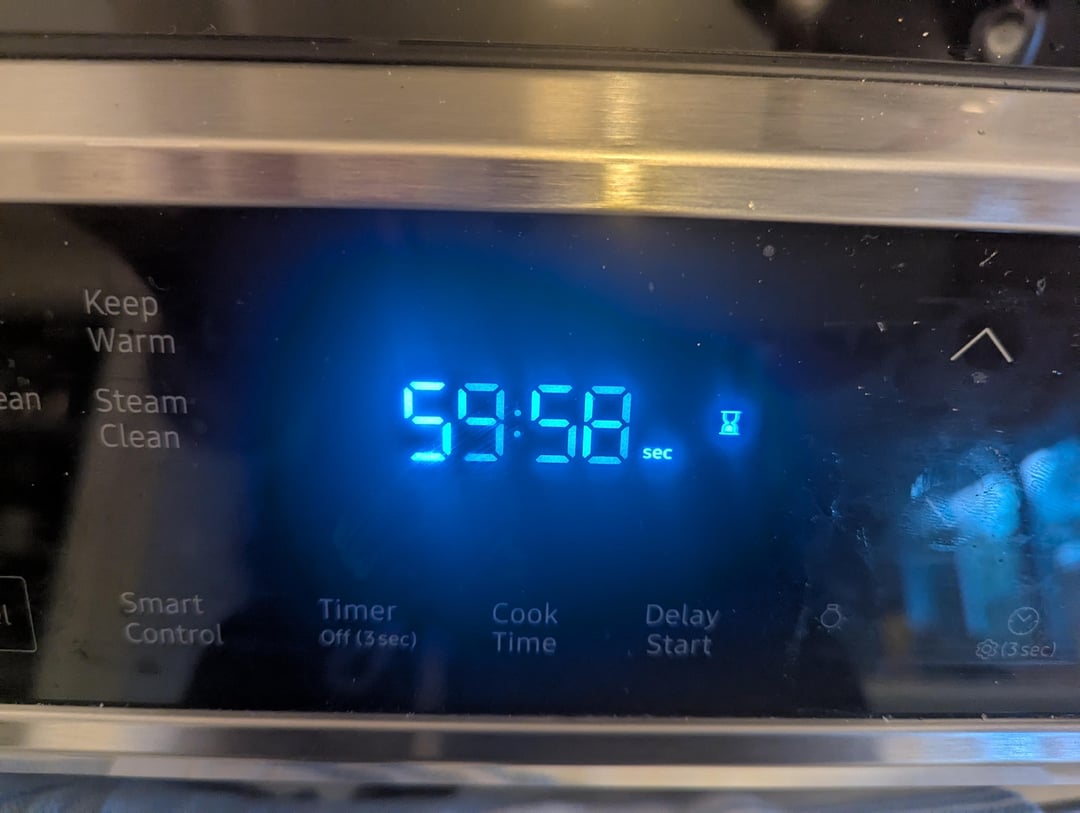 Keep
Warm
ean
Steam
Clean
59:58 sec
Smart
Control
Timer
Off (3 sec)
Cook
Time
Delay
Start
(3 sec)